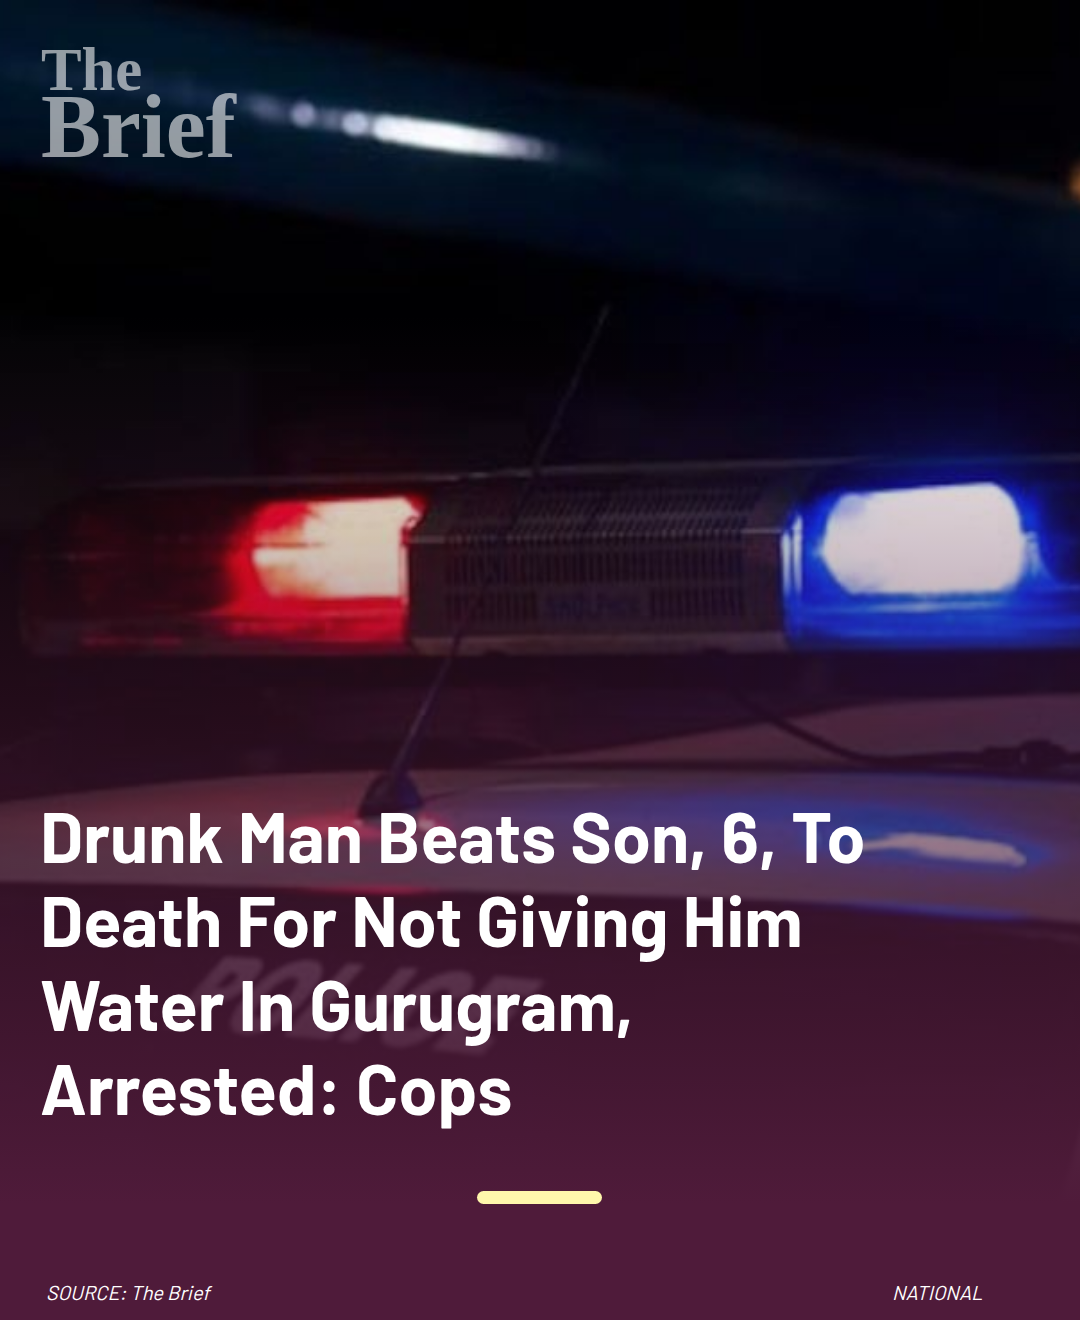 The
Brief
POLICE
Drunk Man Beats Son, 6, To
Death For Not Giving Him
Water In Gurugram,
Arrested: Cops
SOURCE: The Brief
NATIONAL